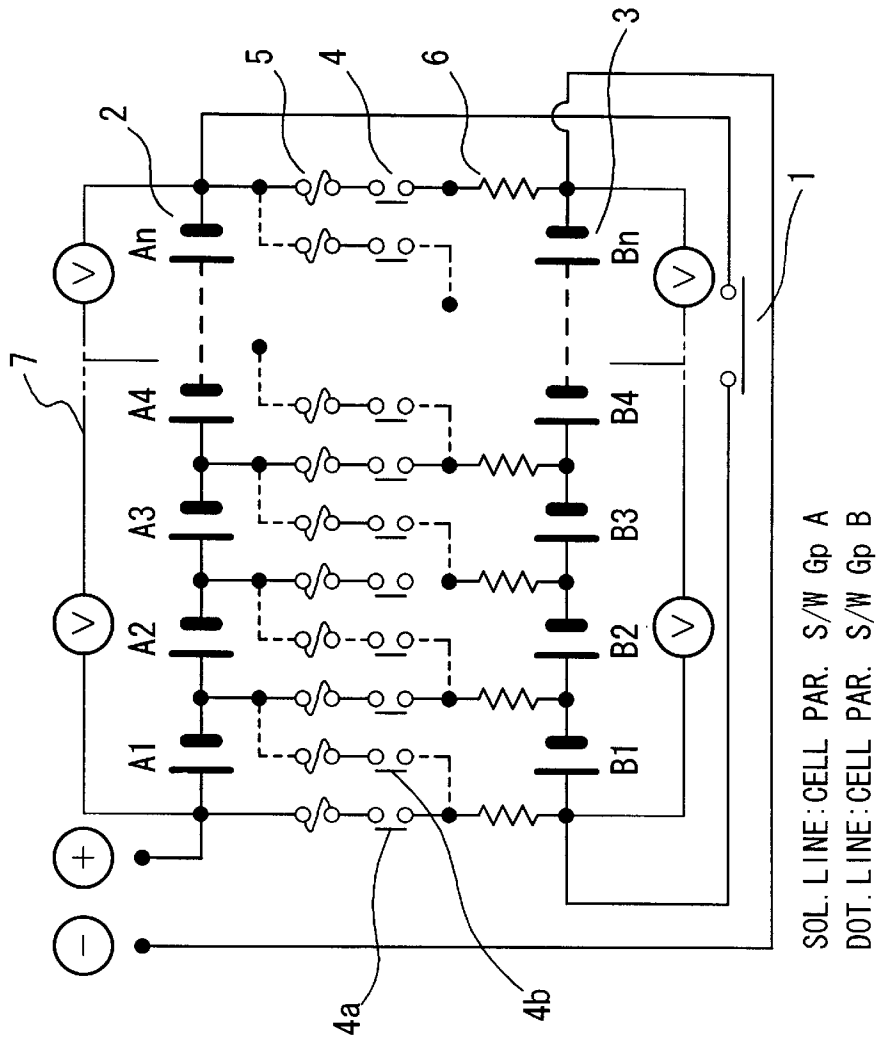 7
2
5
4
6
3
1
4a
4b
− +
V V
A1 A2 A3 A4 An
B1 B2 B3 B4 Bn
V V
SOL. LINE:CELL PAR. S/W Gp A
DOT. LINE:CELL PAR. S/W Gp B